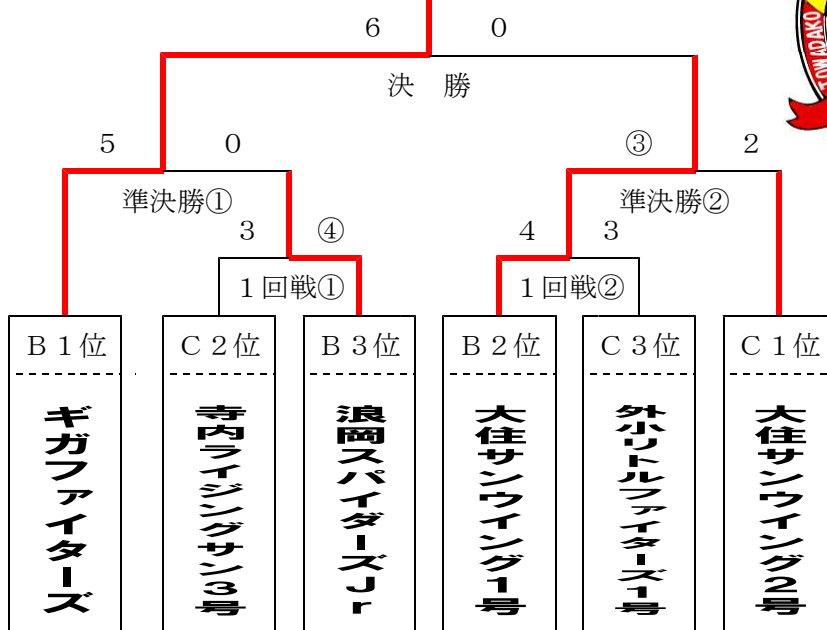 6 0
決 勝
TOWADAKO
5 0 ③ 2
準決勝① 準決勝②
3 ④ 4 3
1回戦① 1回戦②
B1位 C2位 B3位 B2位 C3位 C1位
ギガファイターズ
寺内ライジングサン3号
浪岡スパイダーズJr
大住サンウイング1号
外小リトルファイターズ1号
大住サンウイング2号